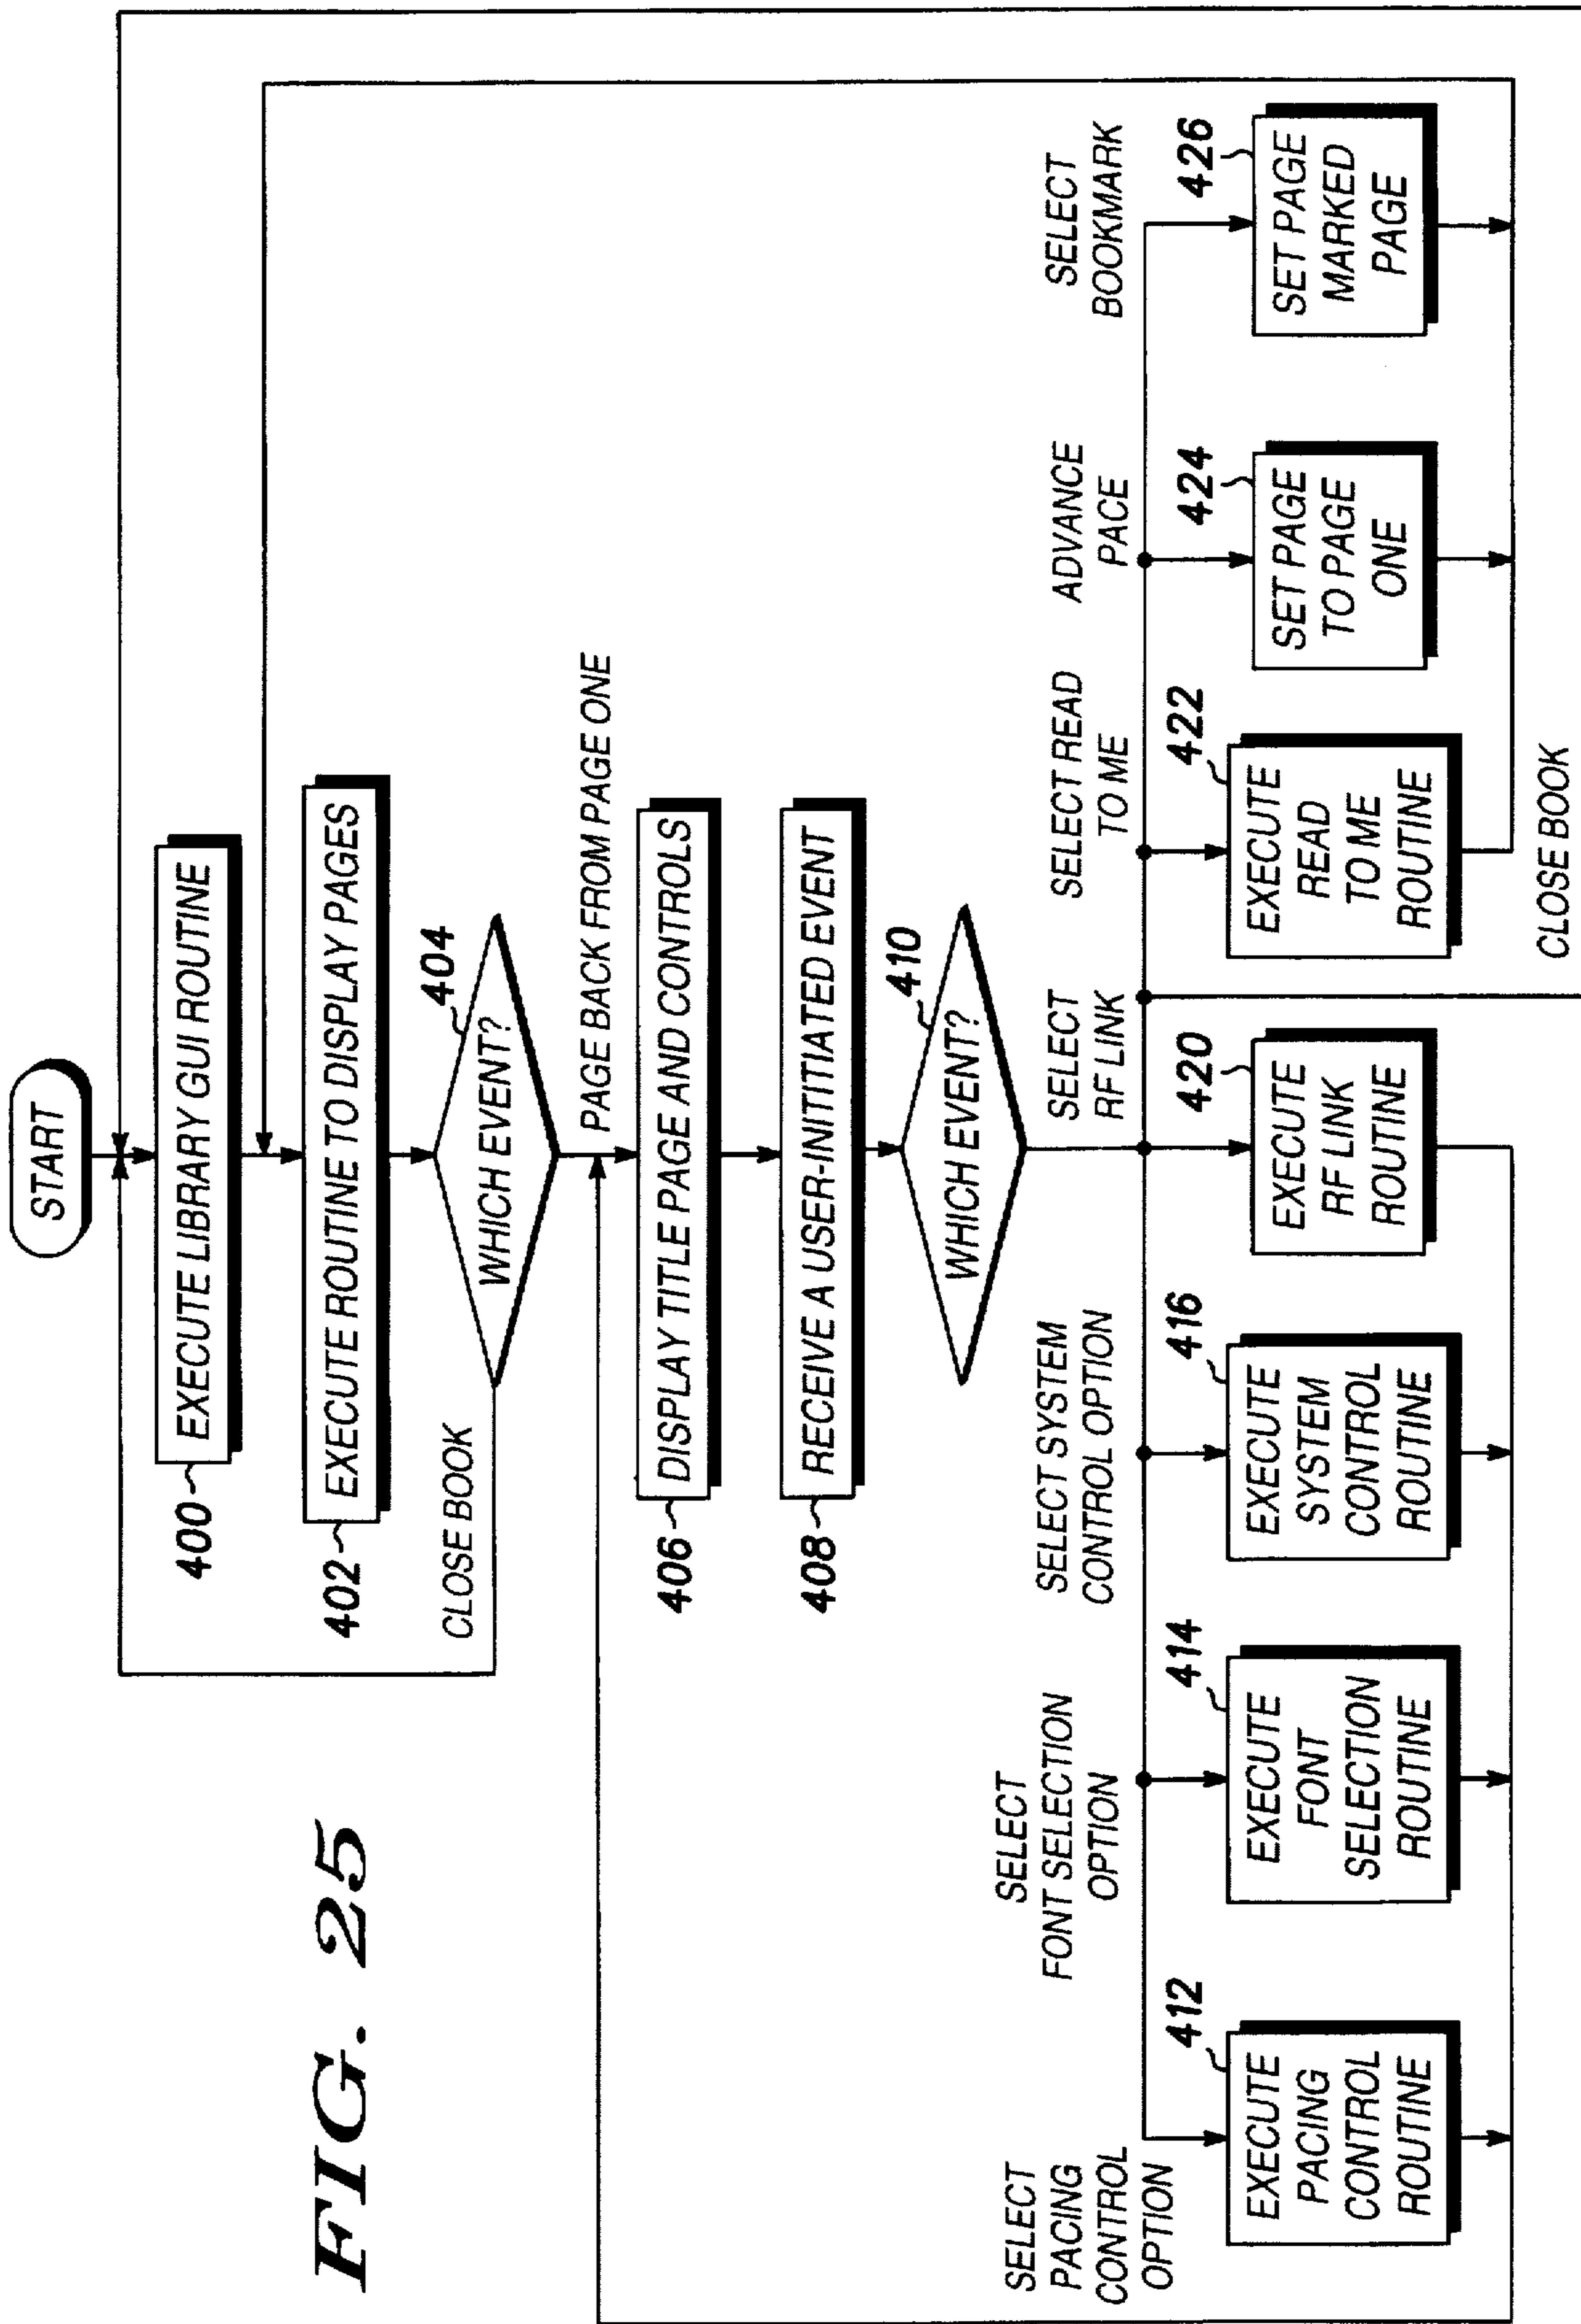 FIG. 25
START
400
EXECUTE LIBRARY GUI ROUTINE
402
EXECUTE ROUTINE TO DISPLAY PAGES
404
WHICH EVENT?
CLOSE BOOK
PAGE BACK FROM PAGE ONE
406
DISPLAY TITLE PAGE AND CONTROLS
408
RECEIVE A USER-INITIATED EVENT
410
WHICH EVENT?
SELECT
PACING
CONTROL
OPTION
412
EXECUTE
PACING
CONTROL
ROUTINE
SELECT
FONT SELECTION
OPTION
414
EXECUTE
FONT
SELECTION
ROUTINE
SELECT SYSTEM
CONTROL OPTION
416
EXECUTE
SYSTEM
CONTROL
ROUTINE
SELECT
RF LINK
420
EXECUTE
RF LINK
ROUTINE
SELECT READ
TO ME
422
EXECUTE
READ
TO ME
ROUTINE
ADVANCE
PACE
424
SET PAGE
TO PAGE
ONE
SELECT
BOOKMARK
426
SET PAGE
MARKED
PAGE
CLOSE BOOK